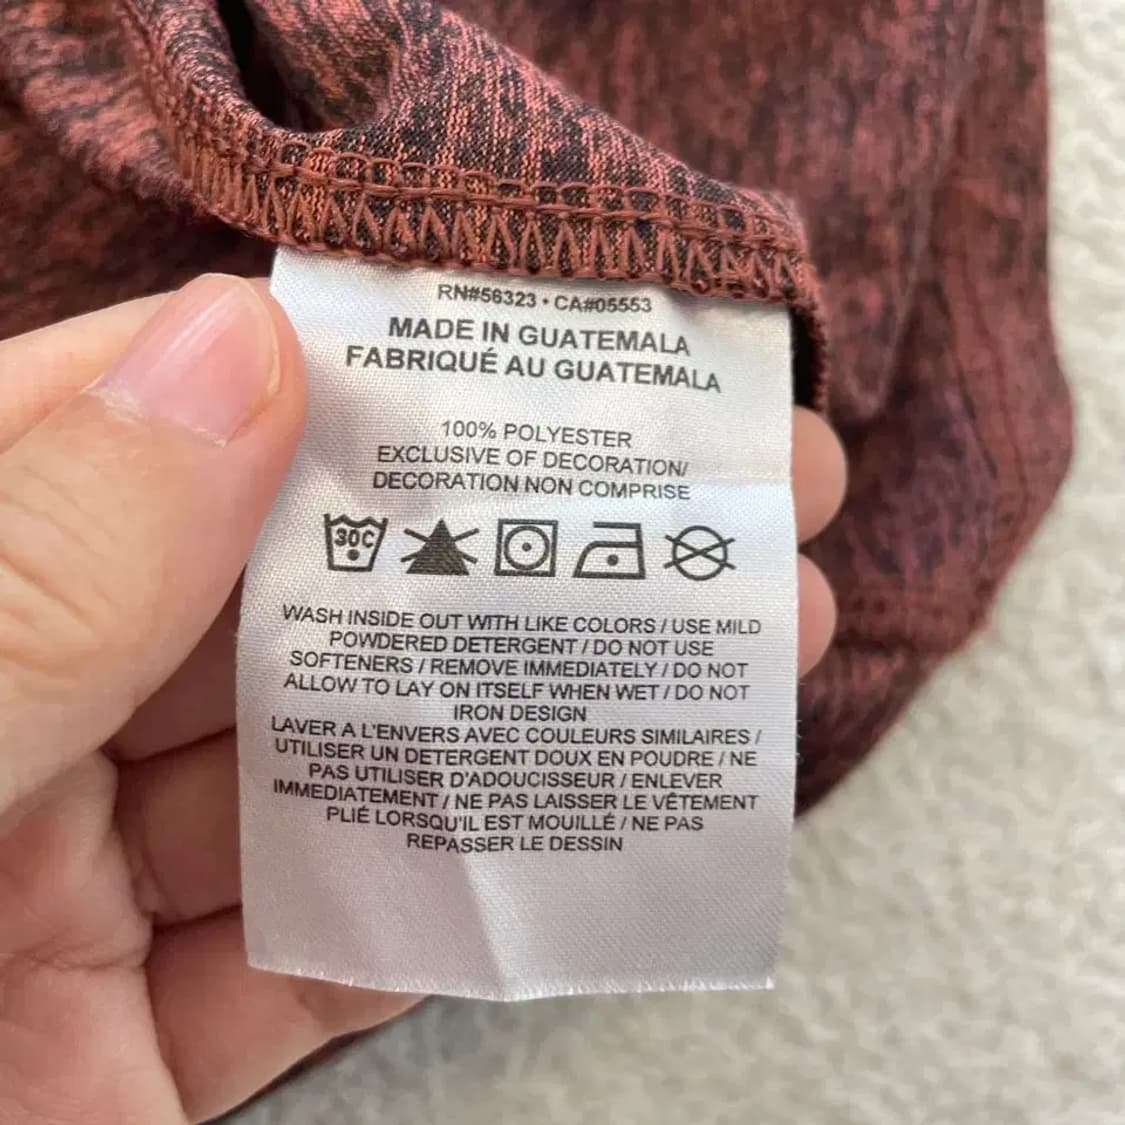 RN#56323 • CA#05553
MADE IN GUATEMALA
FABRIQUÉ AU GUATEMALA
100% POLYESTER
EXCLUSIVE OF DECORATION/
DECORATION NON COMPRISE
30C
WASH INSIDE OUT WITH LIKE COLORS / USE MILD
POWDERED DETERGENT / DO NOT USE
SOFTENERS / REMOVE IMMEDIATELY / DO NOT
ALLOW TO LAY ON ITSELF WHEN WET / DO NOT
IRON DESIGN
LAVER A L'ENVERS AVEC COULEURS SIMILAIRES /
UTILISER UN DETERGENT DOUX EN POUDRE / NE
PAS UTILISER D'ADOUCISSEUR / ENLEVER
IMMEDIATEMENT / NE PAS LAISSER LE VÊTEMENT
PLIÉ LORSQU'IL EST MOUILLÉ / NE PAS
REPASSER LE DESSIN